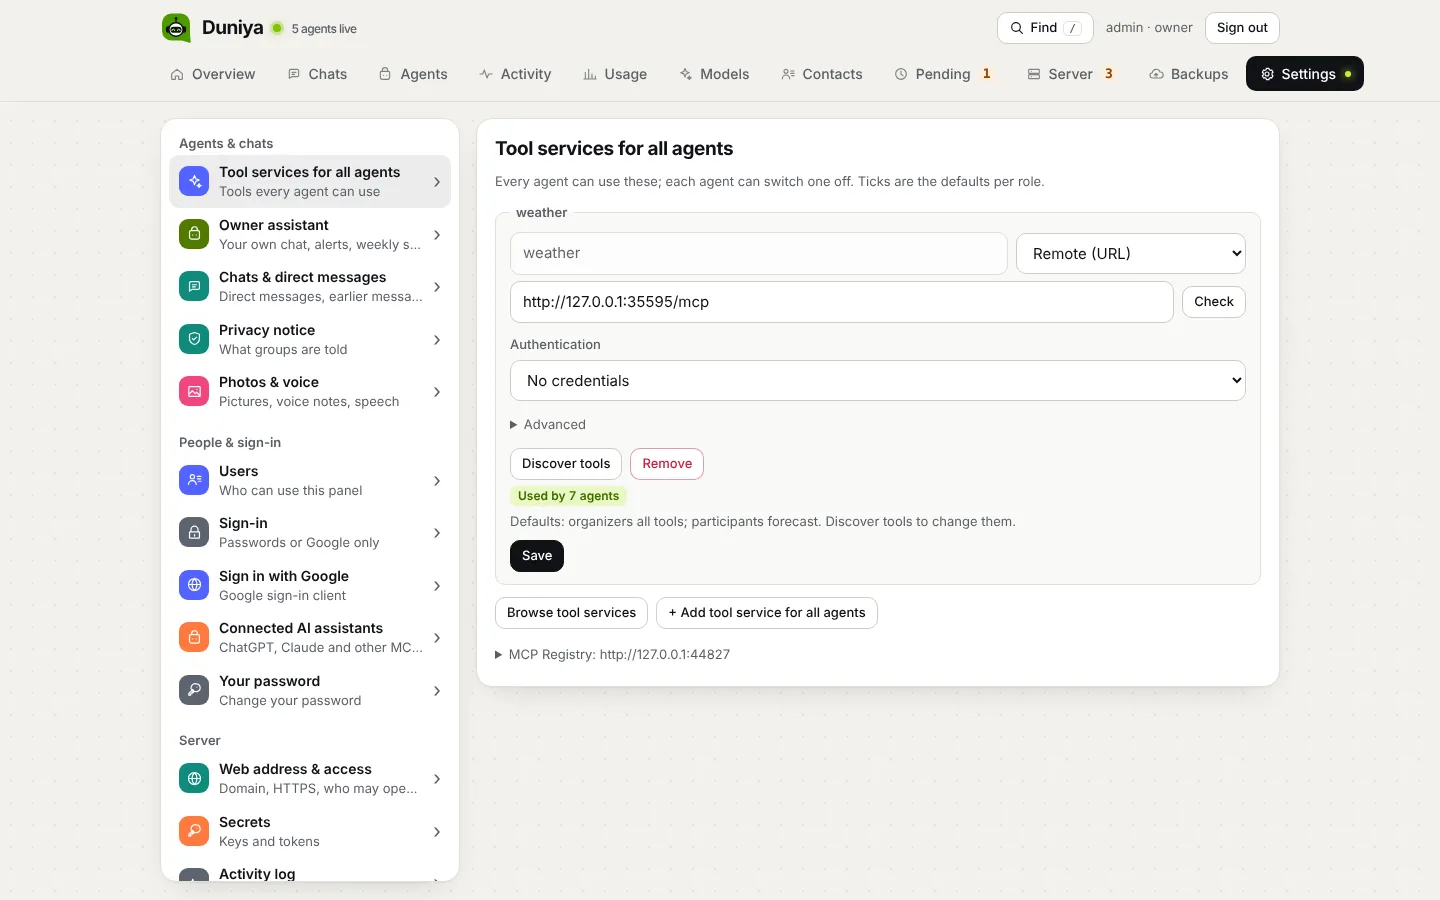 Duniya
5 agents live
Find /
admin · owner
Sign out
Overview
Chats
Agents
Activity
Usage
Models
Contacts
Pending 1
Server 3
Backups
Settings
Agents & chats
Tool services for all agents
Tools every agent can use
Owner assistant
Your own chat, alerts, weekly s...
Chats & direct messages
Direct messages, earlier messa...
Privacy notice
What groups are told
Photos & voice
Pictures, voice notes, speech
People & sign-in
Users
Who can use this panel
Sign-in
Passwords or Google only
Sign in with Google
Google sign-in client
Connected AI assistants
ChatGPT, Claude and other MC...
Your password
Change your password
Server
Web address & access
Domain, HTTPS, who may ope...
Secrets
Keys and tokens
Activity log
Tool services for all agents
Every agent can use these; each agent can switch one off. Ticks are the defaults per role.
weather
weather
Remote (URL)
http://127.0.0.1:35595/mcp
Check
Authentication
No credentials
Advanced
Discover tools
Remove
Used by 7 agents
Defaults: organizers all tools; participants forecast. Discover tools to change them.
Save
Browse tool services
+ Add tool service for all agents
MCP Registry: http://127.0.0.1:44827